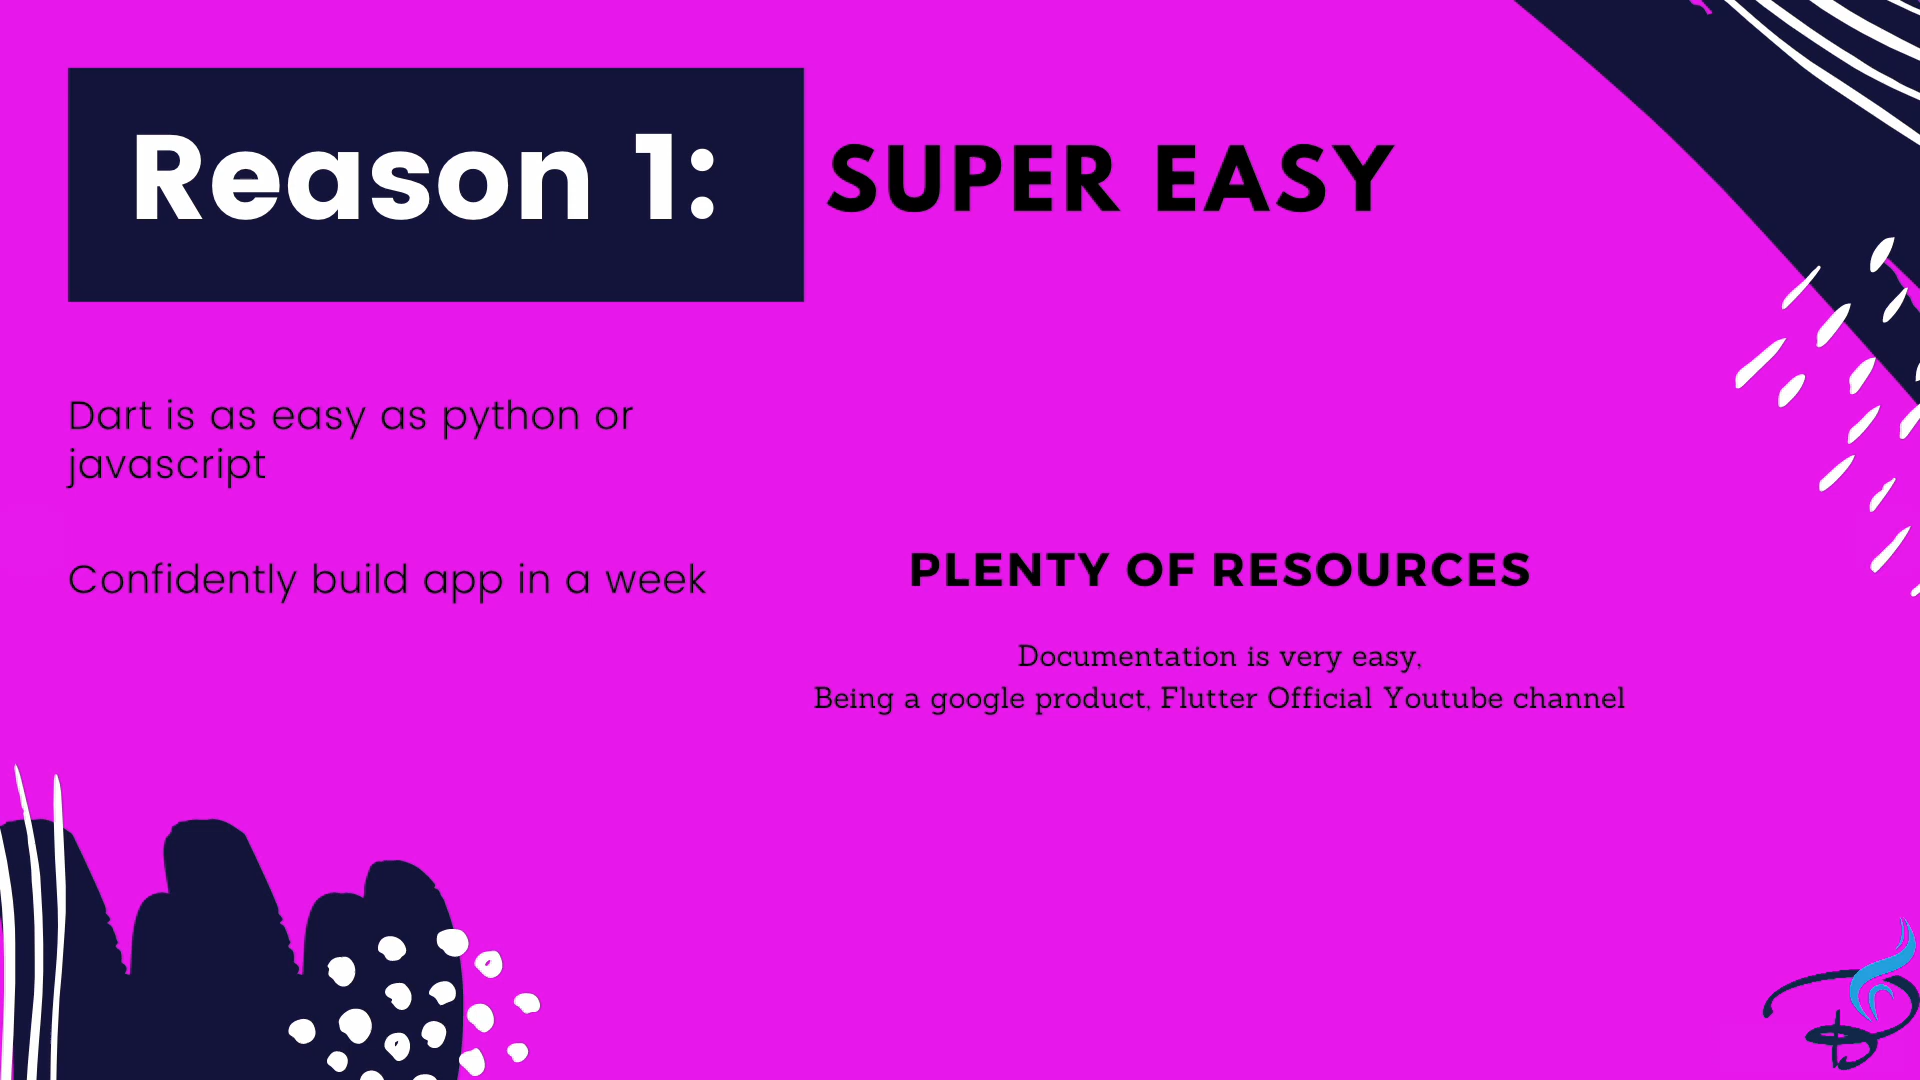 Reason 1:
SUPER EASY
Dart is as easy as python or
javascript
Confidently build app in a week
PLENTY OF RESOURCES
Documentation is very easy,
Being a google product, Flutter Official Youtube channel